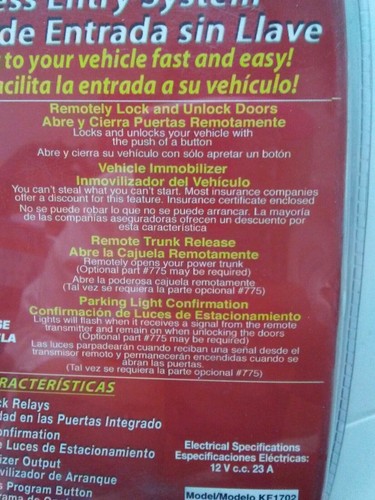 Entry System
de Entrada sin Llave
to your vehicle fast and easy!
facilita la entrada a su vehículo!
Remotely Lock and Unlock Doors
Abre y Cierra Puertas Remotamente
Locks and unlocks your vehicle with
the push of a button
Abre y cierra su vehículo con sólo apretar un botón
Vehicle Immobilizer
Inmovilizador del Vehículo
You can't steal what you can't start. Most insurance companies
offer a discount for this feature. Insurance certificate enclosed
No se puede robar lo que no se puede arrancar. La mayoría
de las compañías aseguradoras ofrecen un descuento por
esta característica
Remote Trunk Release
Abre la Cajuela Remotamente
Remotely opens your power trunk
(Optional part #775 may be required)
Abre la poderosa cajuela remotamente
(Tal vez se requiera la parte opcional #775)
Parking Light Confirmation
Confirmación de Luces de Estacionamiento
Lights will flash when it receives a signal from the remote
transmitter and remain on when unlocking the doors
(Optional part #775 may be required)
Las luces parpadearán cuando reciban una señal desde el
transmisor remoto y permanecerán encendidas cuando se
abran las puertas.
(Tal vez se requiera la parte opcional #775)
SE
LA
CARACTERÍSTICAS
ck Relays
dad en las Puertas Integrado
onfirmation
e Luces de Estacionamiento
izer Output
vilizador de Arranque
s Program Button
Electrical Specifications
Especificaciones Eléctricas:
12 V c.c. 23 A
Model/Modelo KE1702